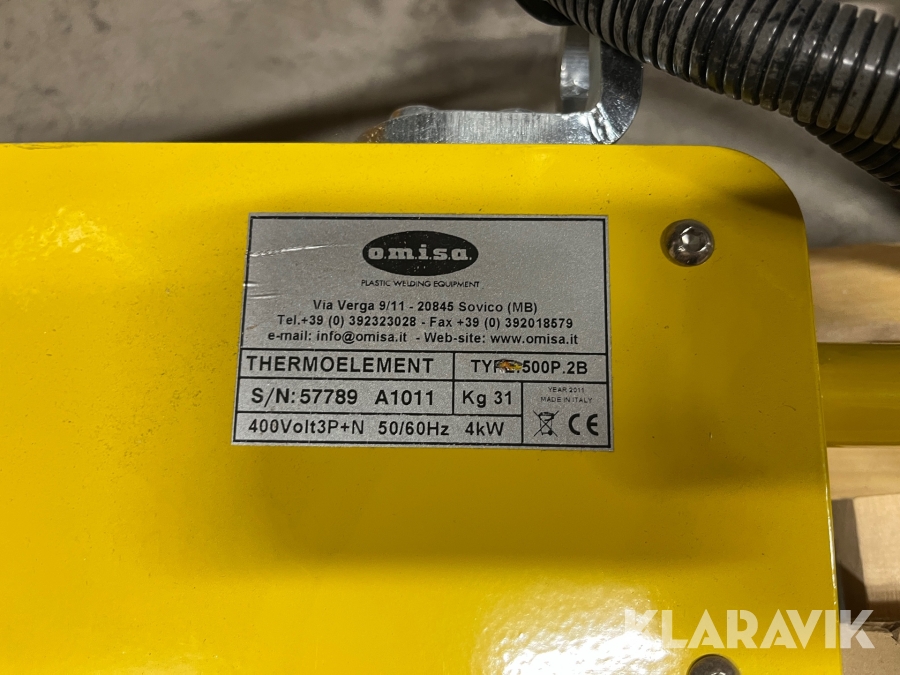 o.m.i.s.a.
PLASTIC WELDING EQUIPMENT
Via Verga 9/11 - 20845 Sovico (MB)
Tel.+39 (0) 392323028 - Fax +39 (0) 392018579
e-mail: info@omisa.it - Web-site: www.omisa.it
THERMOELEMENT TYPE:500P.2B
S/N: 57789 A1011 Kg 31
YEAR 2011
MADE IN ITALY
400Volt3P+N 50/60Hz 4kW CE
KLARAVIK